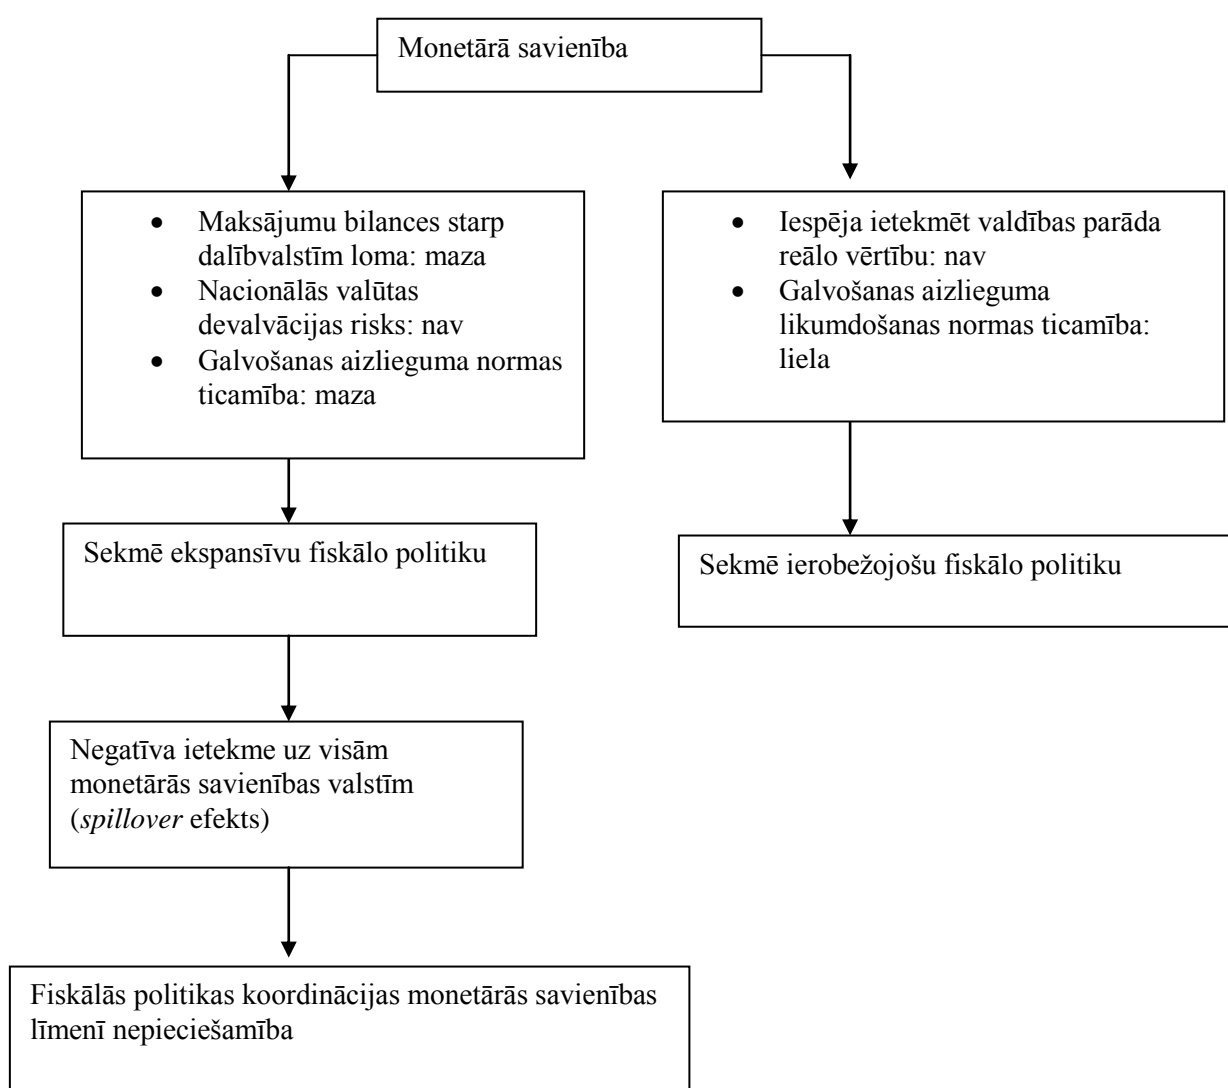 Monetārā savienība
• Maksājumu bilances starp
dalībvalstīm loma: maza
• Nacionālās valūtas
devalvācijas risks: nav
• Galvošanas aizlieguma normas
ticamība: maza
• Iespēja ietekmēt valdības parāda
reālo vērtību: nav
• Galvošanas aizlieguma
likumdošanas normas ticamība:
liela
Sekmē ekspansīvu fiskālo politiku
Sekmē ierobežojošu fiskālo politiku
Negatīva ietekme uz visām
monetārās savienības valstīm
(spillover efekts)
Fiskālās politikas koordinācijas monetārās savienības
līmenī nepieciešamība